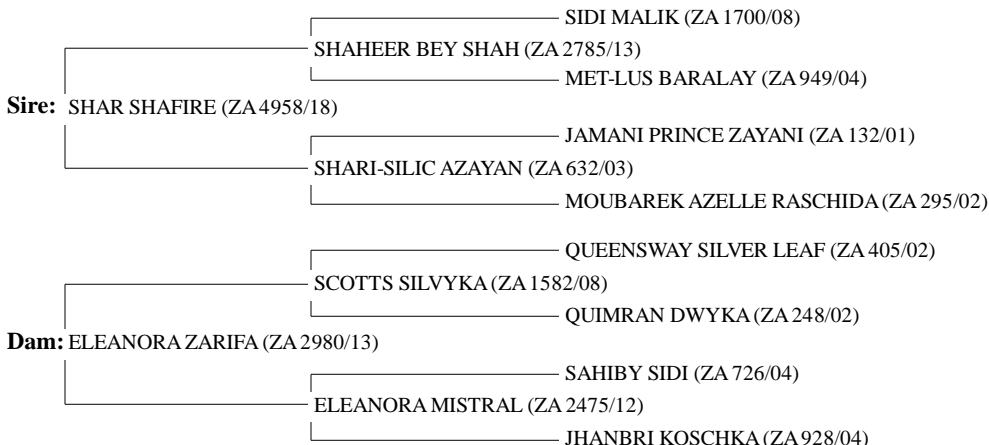 SIDI MALIK (ZA 1700/08)
SHAHEER BEY SHAH (ZA 2785/13)
MET-LUS BARALAY (ZA 949/04)
Sire: SHAR SHAFIRE (ZA 4958/18)
JAMANI PRINCE ZAYANI (ZA 132/01)
SHARI-SILIC AZAYAN (ZA 632/03)
MOUBAREK AZELLE RASCHIDA (ZA 295/02)
QUEENSWAY SILVER LEAF (ZA 405/02)
SCOTTS SILVYKA (ZA 1582/08)
QUIMRAN DWYKA (ZA 248/02)
Dam: ELEANORA ZARIFA (ZA 2980/13)
SAHIBY SIDI (ZA 726/04)
ELEANORA MISTRAL (ZA 2475/12)
JHANBRI KOSCHKA (ZA 928/04)